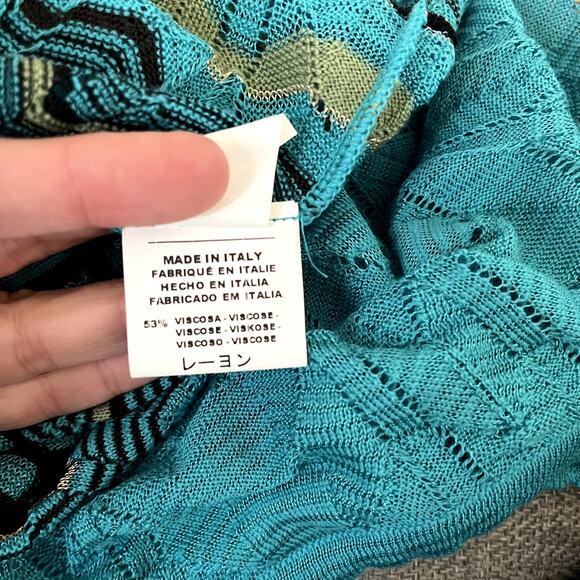 MADE IN ITALY
FABRIQUÉ EN ITALIE
HECHO EN ITALIA
FABRICADO EM ITALIA
53% VISCOSA - VISCOSE -
VISCOSE - VISKOSE -
VISCOSO - VISCOSE
レーヨン